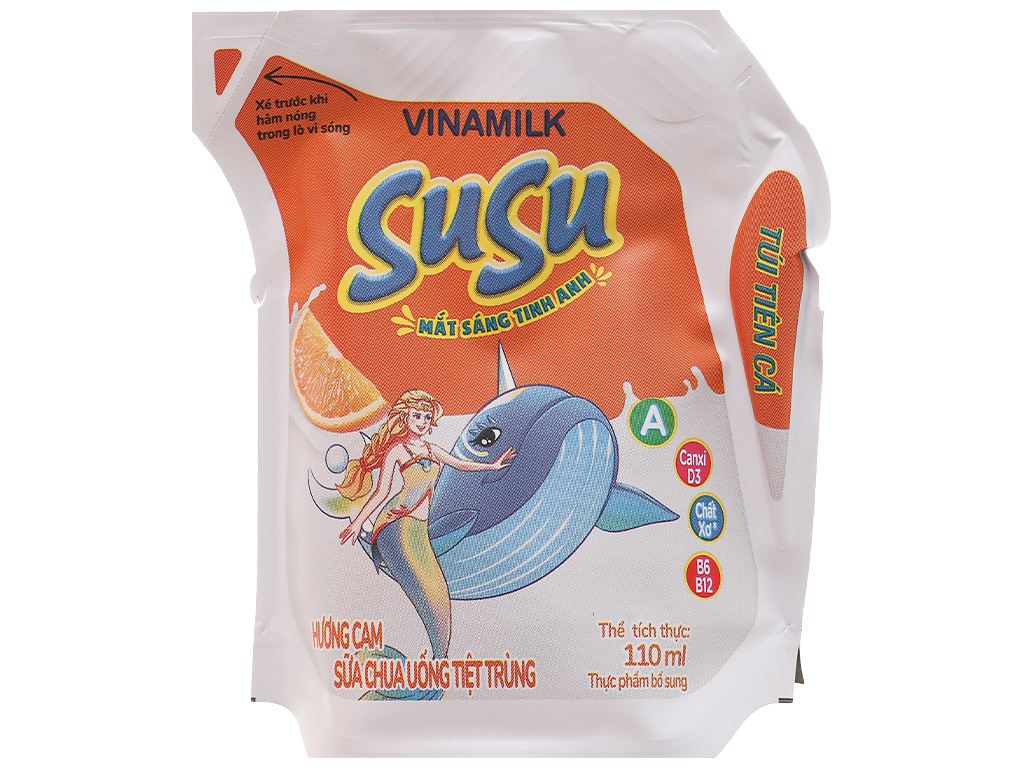 Xé trước khi
hâm nóng
trong lò vi sóng
VINAMILK
SuSu
MẮT SÁNG TINH ANH
TÚI TIÊN CÁ
A
Canxi
D3
Chất
Xơ*
B6
B12
HƯƠNG CAM
SỮA CHUA UỐNG TIỆT TRÙNG
Thể tích thực:
110 ml
Thực phẩm bổ sung